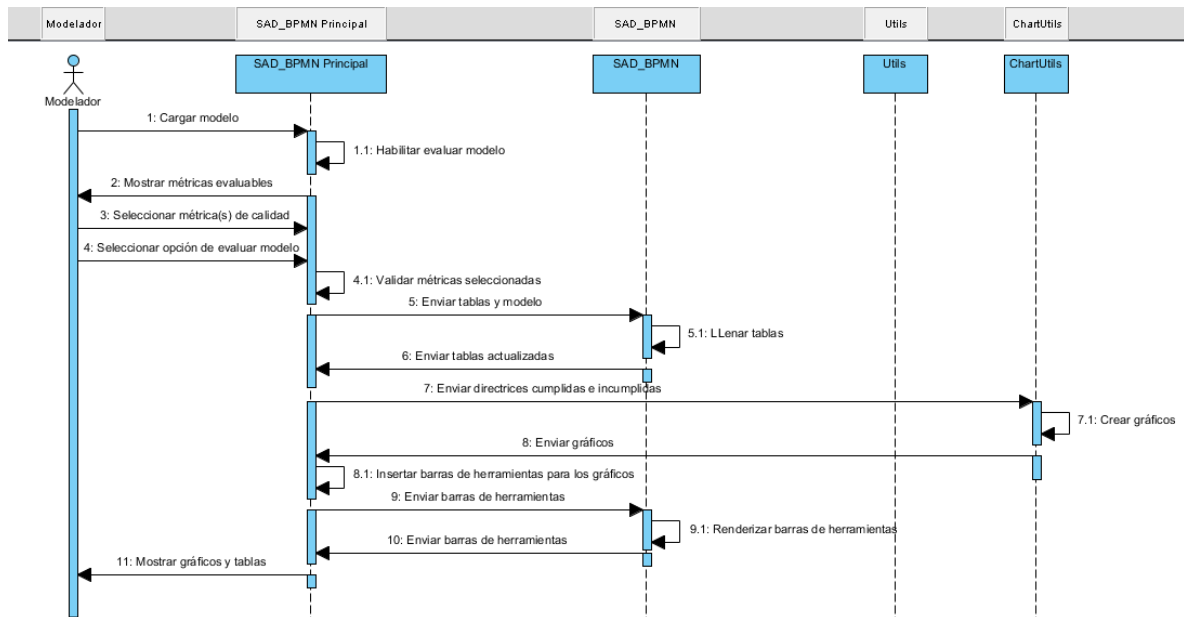 Modelador
SAD_BPMN Principal
SAD_BPMN
Utils
ChartUtils
SAD_BPMN Principal
SAD_BPMN
Utils
ChartUtils
Modelador
1: Cargar modelo
1.1: Habilitar evaluar modelo
2: Mostrar métricas evaluables
3: Seleccionar métrica(s) de calidad
4: Seleccionar opción de evaluar modelo
4.1: Validar métricas seleccionadas
5: Enviar tablas y modelo
5.1: LLenar tablas
6: Enviar tablas actualizadas
7: Enviar directrices cumplidas e incumplidas
7.1: Crear gráficos
8: Enviar gráficos
8.1: Insertar barras de herramientas para los gráficos
9: Enviar barras de herramientas
9.1: Renderizar barras de herramientas
10: Enviar barras de herramientas
11: Mostrar gráficos y tablas